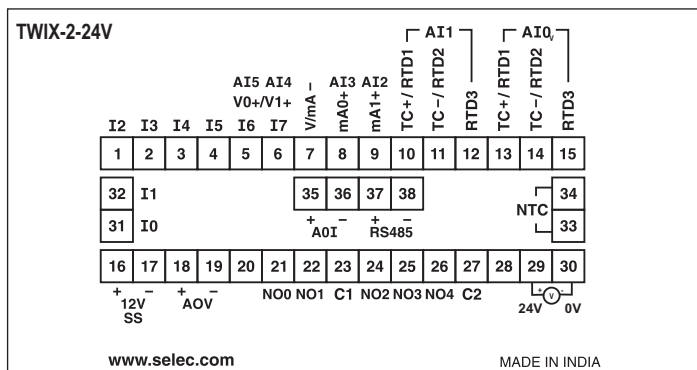 TWIX-2-24V
AI1 AI0v
AI5 AI4 V/mA – AI3 AI2 TC+/ RTD1 TC–/ RTD2 RTD3 TC+/ RTD1 TC–/ RTD2 RTD3
V0+/V1+ mA0+ mA1+
I2 I3 I4 I5 I6 I7
1 2 3 4 5 6 7 8 9 10 11 12 13 14 15
32 I1 35 36 37 38 34
31 I0 + – + – NTC 33
A0I RS485
16 17 18 19 20 21 22 23 24 25 26 27 28 29 30
+ – + – NO0 NO1 C1 NO2 NO3 NO4 C2 + V -
12V AOV 24V 0V
SS
www.selec.com MADE IN INDIA